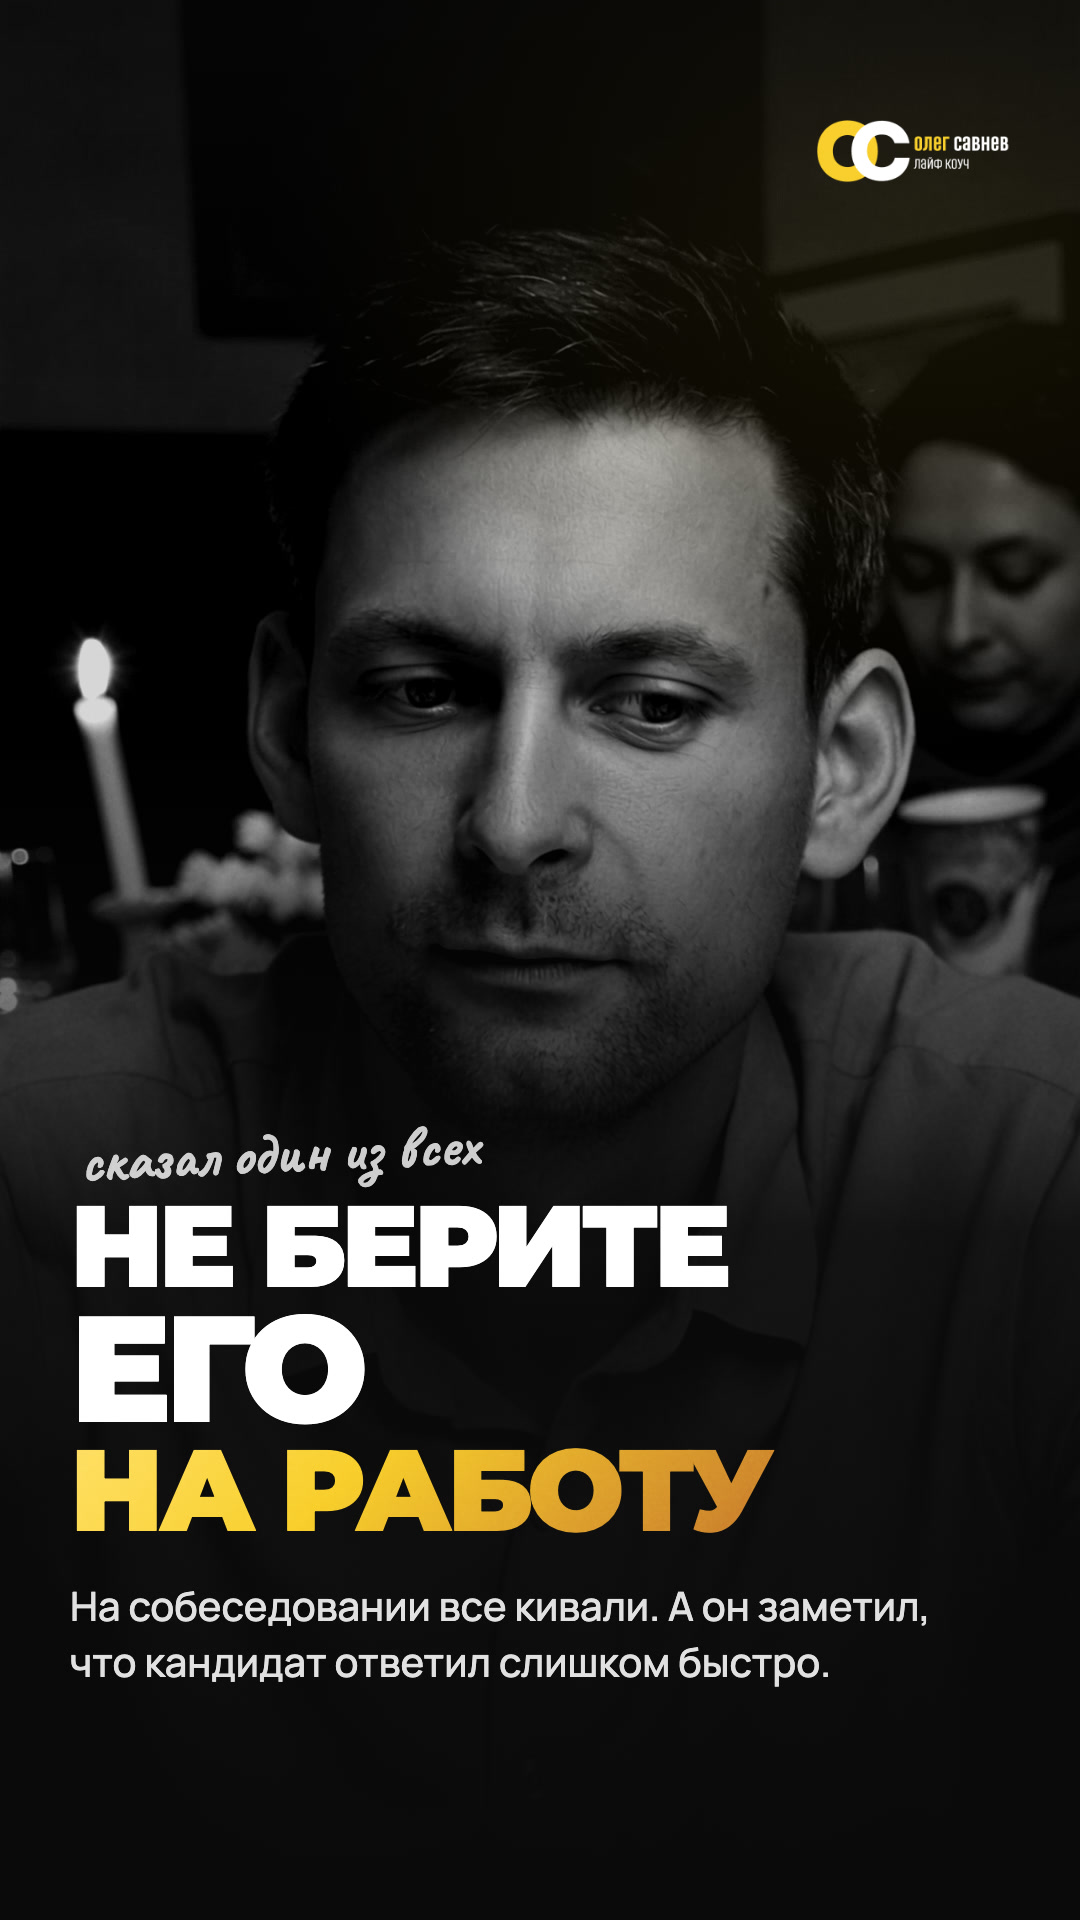 ОС
олег савнев
лайф коуч
сказал один из всех
НЕ БЕРИТЕ
ЕГО
НА РАБОТУ
На собеседовании все кивали. А он заметил,
что кандидат ответил слишком быстро.